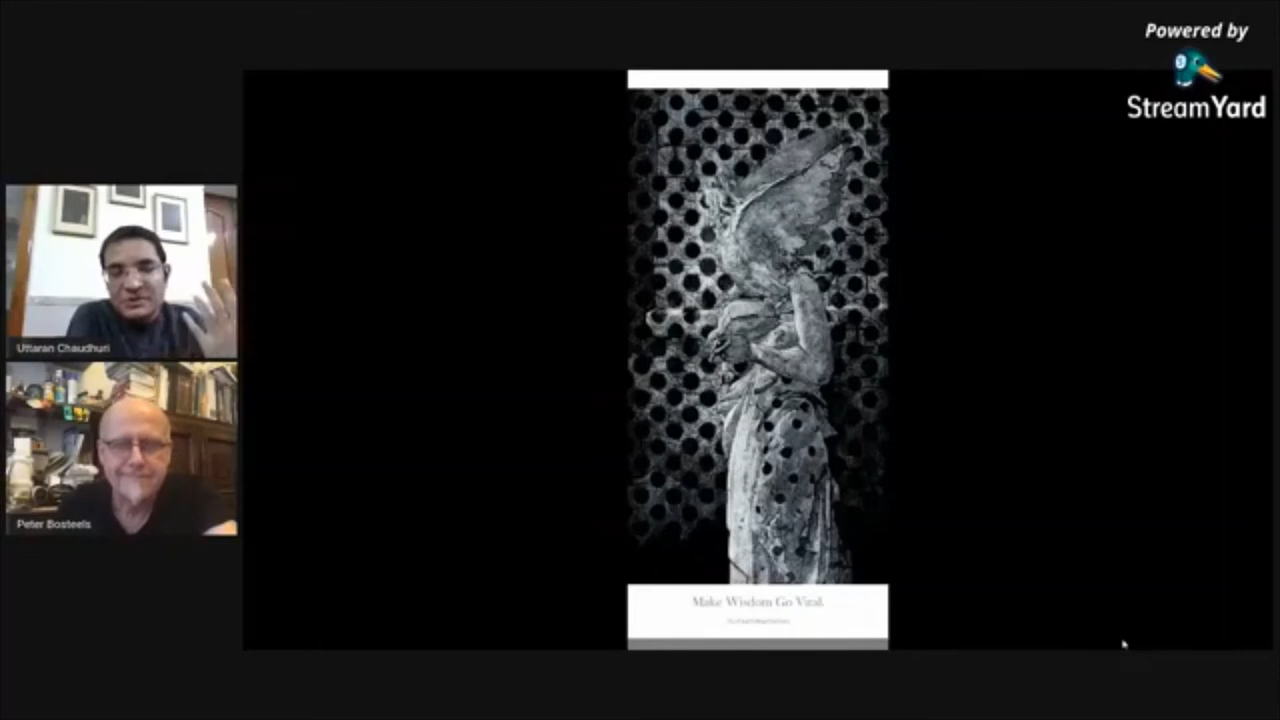 Powered by
StreamYard
Uttaran Chaudhuri
Peter Bosteels
Make Wisdom Go Viral.